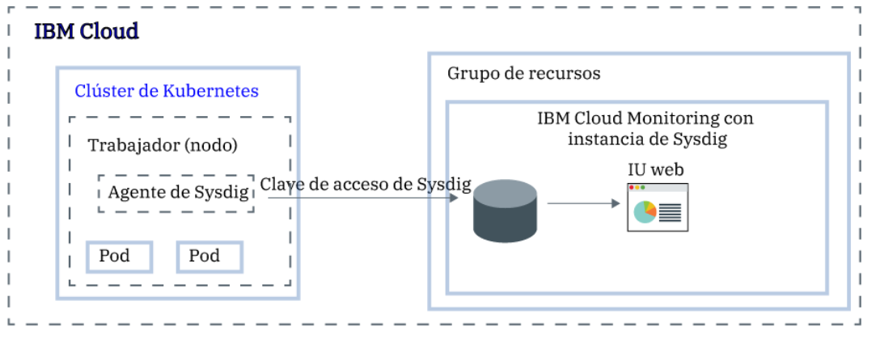 IBM Cloud
Clúster de Kubernetes
Trabajador (nodo)
Agente de Sysdig
Pod
Pod
Clave de acceso de Sysdig
Grupo de recursos
IBM Cloud Monitoring con
instancia de Sysdig
IU web